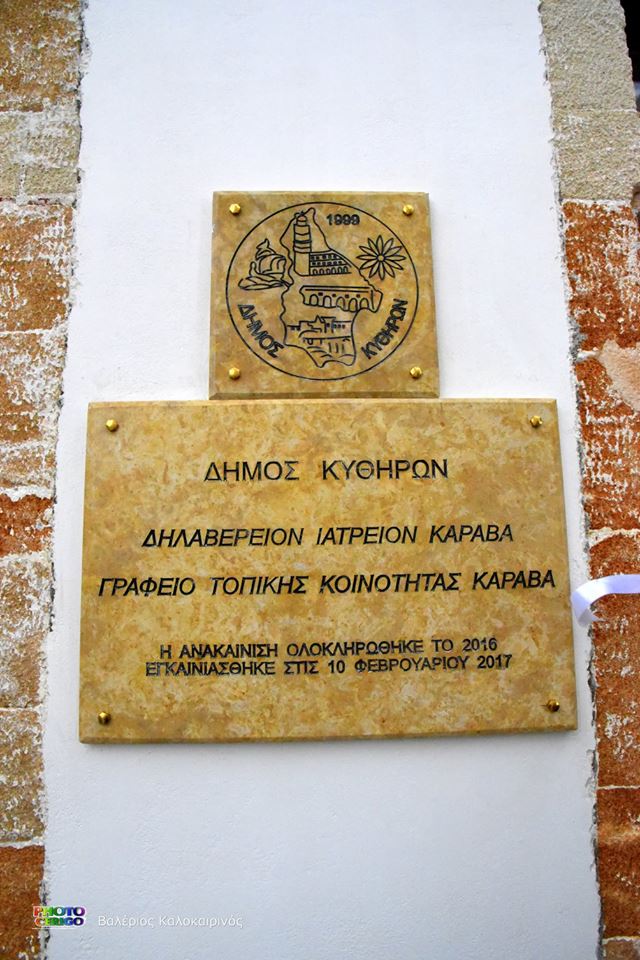 1999
ΔΗΜΟΣ ΚΥΘΗΡΩΝ
ΔΗΜΟΣ ΚΥΘΗΡΩΝ
ΔΗΛΑΒΕΡΕΙΟΝ ΙΑΤΡΕΙΟΝ ΚΑΡΑΒΑ
ΓΡΑΦΕΙΟ ΤΟΠΙΚΗΣ ΚΟΙΝΟΤΗΤΑΣ ΚΑΡΑΒΑ
Η ΑΝΑΚΑΙΝΙΣΗ ΟΛΟΚΛΗΡΩΘΗΚΕ ΤΟ 2016
ΕΓΚΑΙΝΙΑΣΘΗΚΕ ΣΤΙΣ 10 ΦΕΒΡΟΥΑΡΙΟΥ 2017
PHOTO
CERIGO
Βαλέριος Καλοκαιρινός